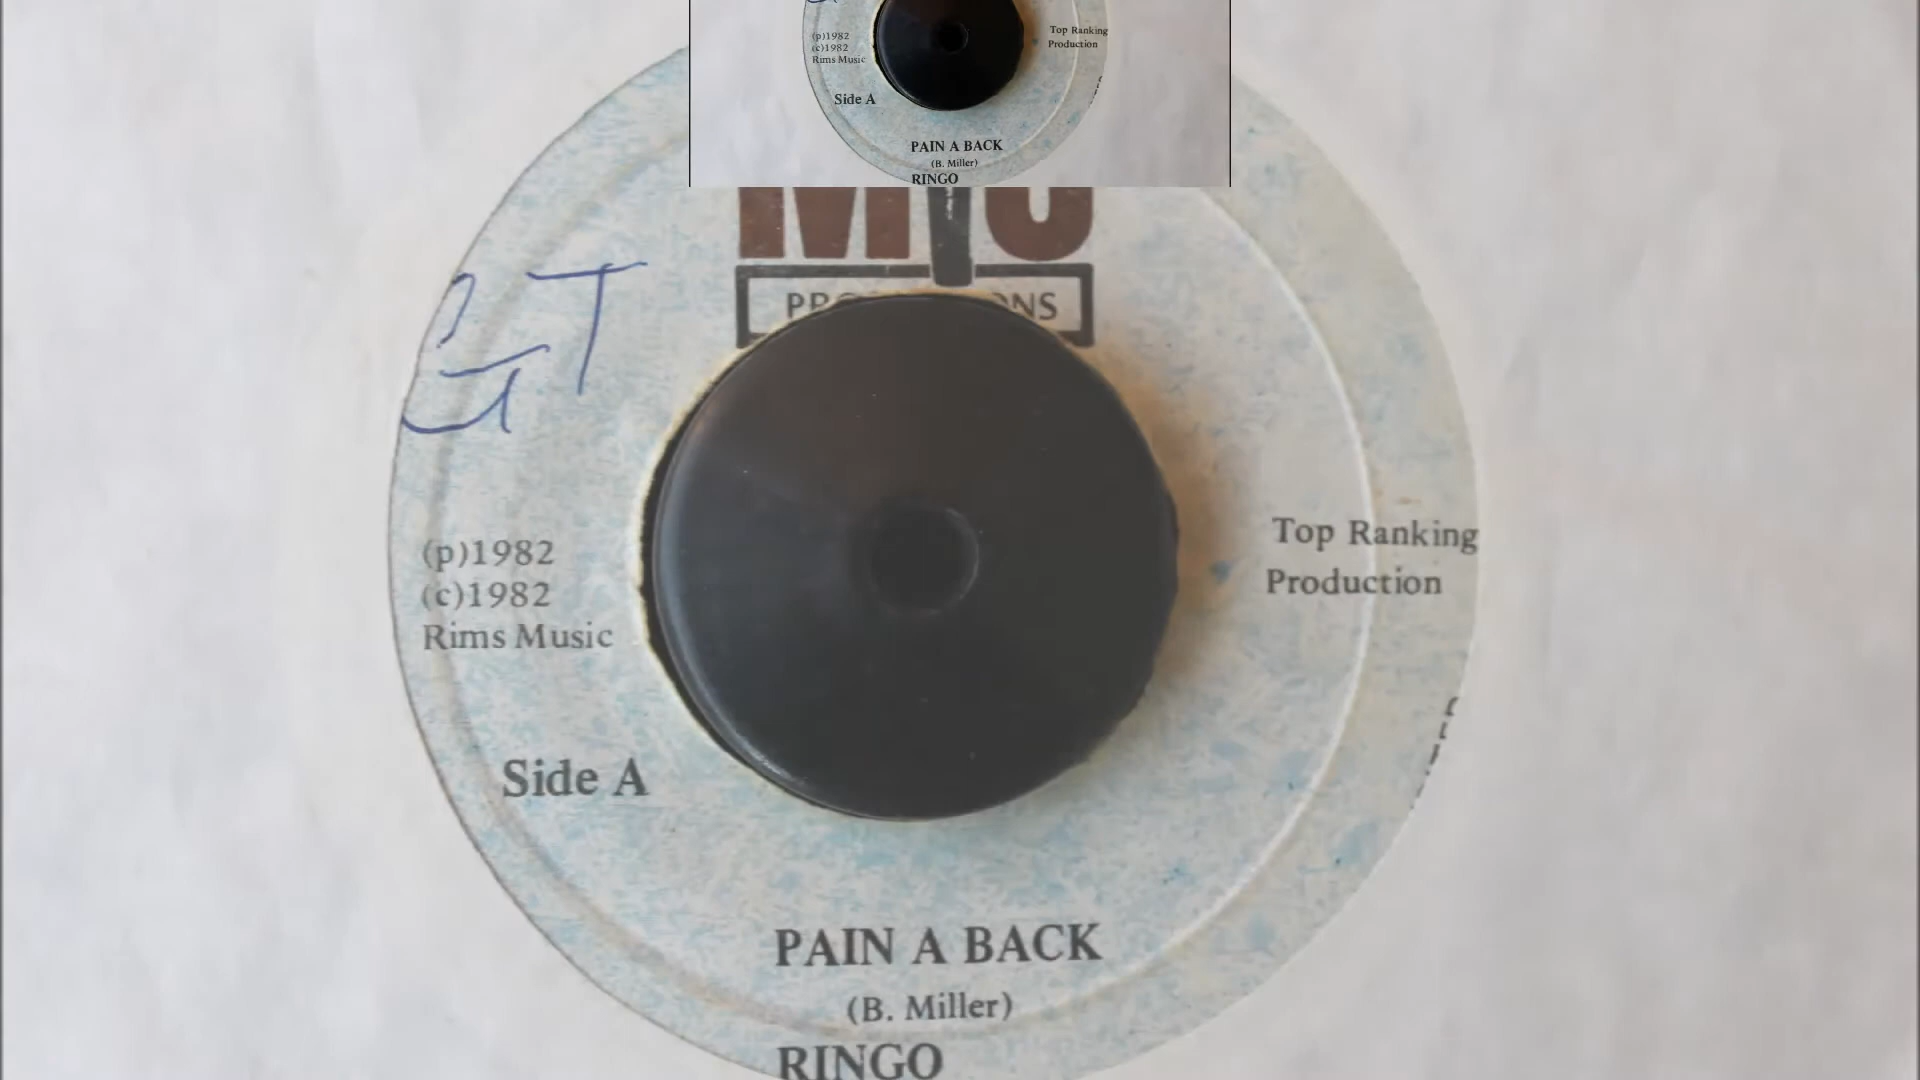 (p)1982
(c)1982
Rims Music
Top Ranking
Production
Side A
PAIN A BACK
(B. Miller)
RINGO
(p)1982
(c)1982
Rims Music
Top Ranking
Production
Side A
PAIN A BACK
(B. Miller)
RINGO